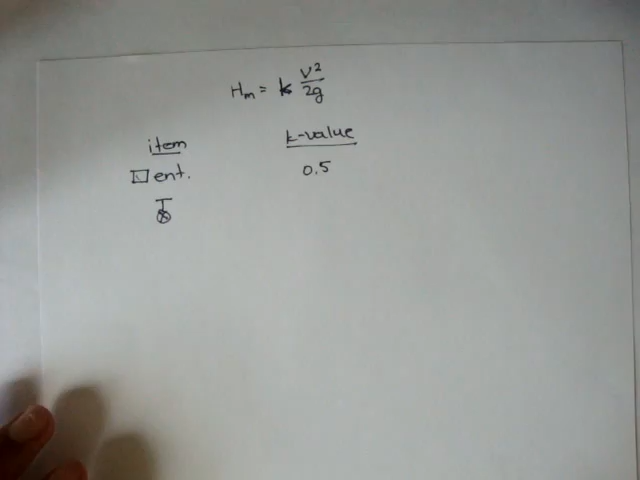 Hm = k V²/2g
item k-value
□ ent. 0.5